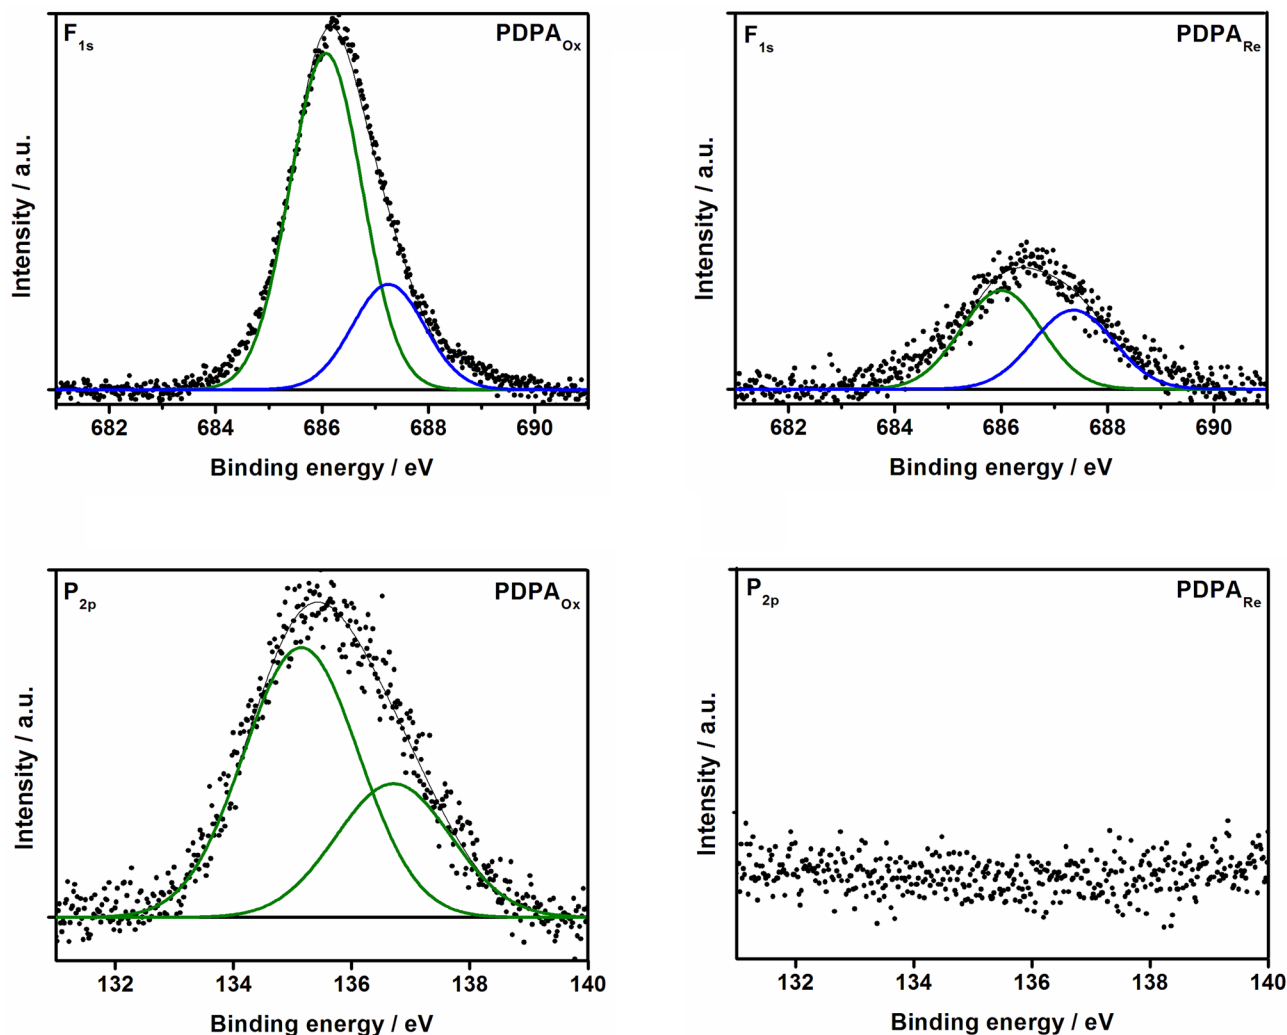 F1s PDPAOx
Intensity / a.u.
682 684 686 688 690
Binding energy / eV
F1s PDPARe
Intensity / a.u.
682 684 686 688 690
Binding energy / eV
P2p PDPAOx
Intensity / a.u.
132 134 136 138 140
Binding energy / eV
P2p PDPARe
Intensity / a.u.
132 134 136 138 140
Binding energy / eV